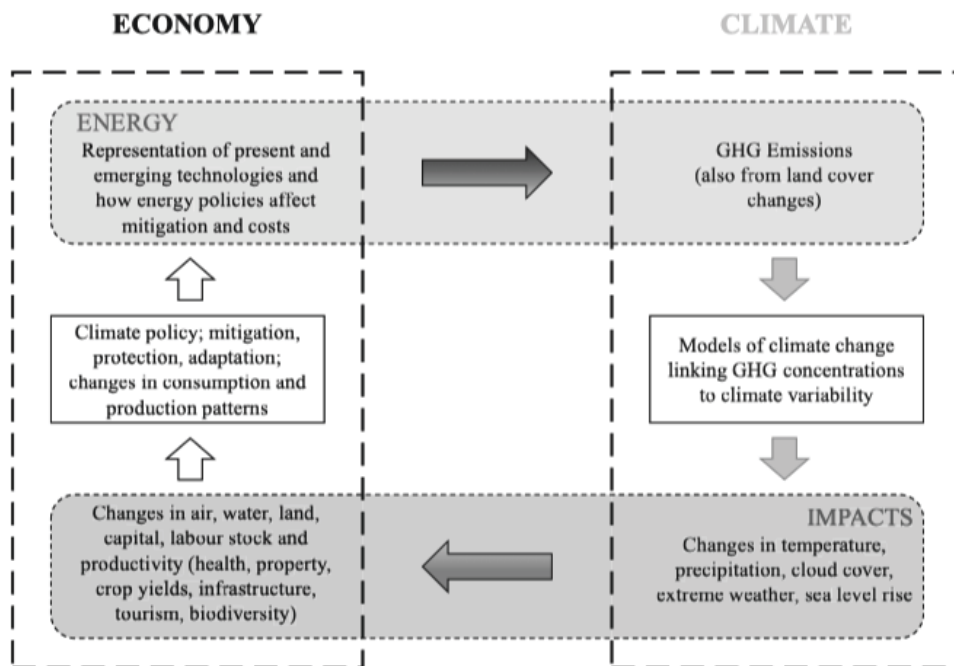 ECONOMY
CLIMATE
ENERGY
Representation of present and
emerging technologies and
how energy policies affect
mitigation and costs
GHG Emissions
(also from land cover
changes)
Climate policy; mitigation,
protection, adaptation;
changes in consumption and
production patterns
Models of climate change
linking GHG concentrations
to climate variability
Changes in air, water, land,
capital, labour stock and
productivity (health, property,
crop yields, infrastructure,
tourism, biodiversity)
IMPACTS
Changes in temperature,
precipitation, cloud cover,
extreme weather, sea level rise